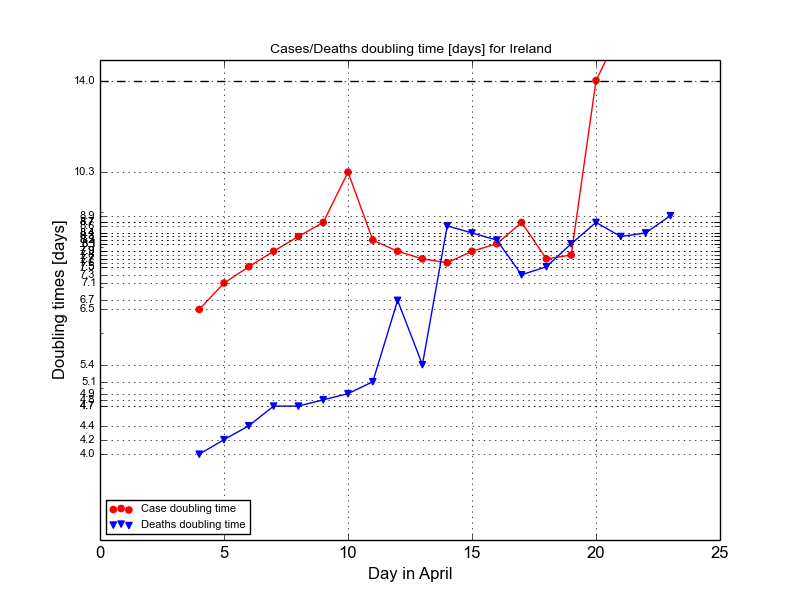 Cases/Deaths doubling time [days] for Ireland
14.0
10.3
8.9
8.7
7.3
7.1
6.7
6.5
5.4
5.1
4.9
4.7
4.4
4.2
4.0
Doubling times [days]
Case doubling time
Deaths doubling time
0 5 10 15 20 25
Day in April